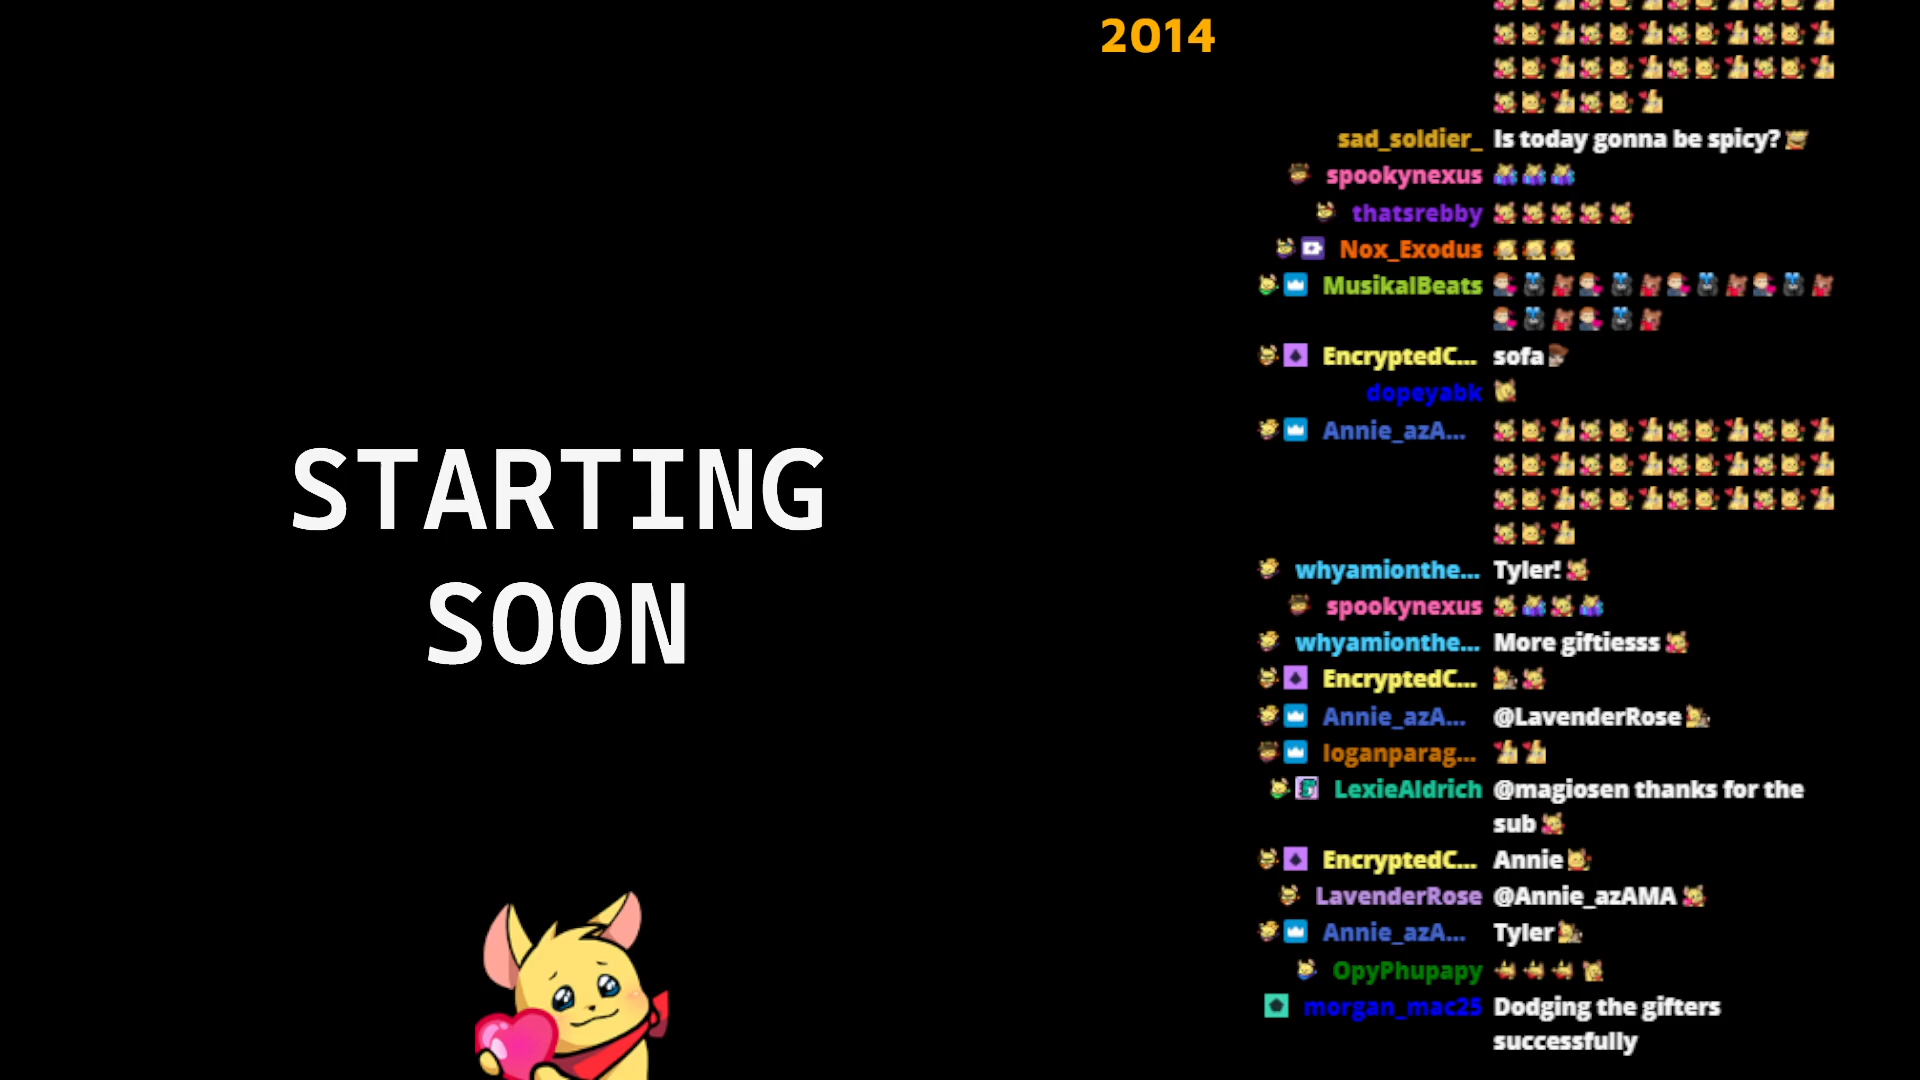 2014
sad_soldier_ Is today gonna be spicy?
spookynexus
thatsrebby
Nox_Exodus
MusikalBeats
EncryptedC... sofa
dopeyabk
Annie_azA...
STARTING
SOON
whyamionthe... Tyler!
spookynexus
whyamionthe... More giftiesss
EncryptedC...
Annie_azA... @LavenderRose
loganparag...
LexieAldrich @magiosen thanks for the
sub
EncryptedC... Annie
LavenderRose @Annie_azAMA
Annie_azA... Tyler
OpyPhupapy
morgan_mac25 Dodging the gifters
successfully